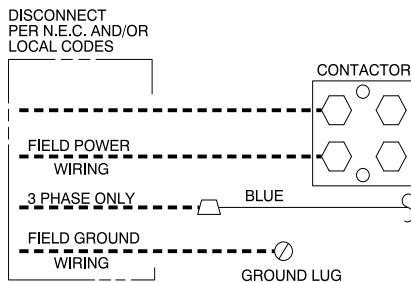 DISCONNECT
PER N.E.C. AND/OR
LOCAL CODES
CONTACTOR
FIELD POWER
WIRING
3 PHASE ONLY
BLUE
FIELD GROUND
WIRING
GROUND LUG